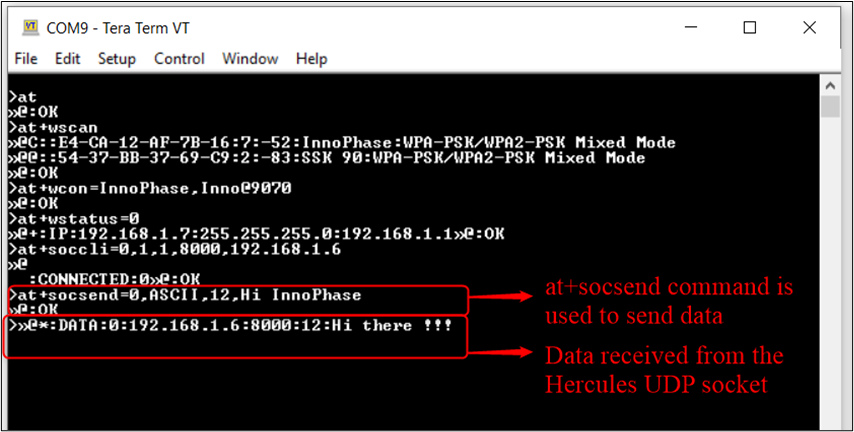 COM9 - Tera Term VT
File Edit Setup Control Window Help
>at
»@:OK
>at+wscan
»@C::E4-CA-12-AF-7B-16:7:-52:InnoPhase:WPA-PSK/WPA2-PSK Mixed Mode
»@@::54-37-BB-37-69-C9:2:-83:SSK 90:WPA-PSK/WPA2-PSK Mixed Mode
»@:OK
>at+wcon=InnoPhase,Inno@9070
»@:OK
>at+wstatus=0
»@+:IP:192.168.1.7:255.255.255.0:192.168.1.1»@:OK
>at+soccli=0,1,1,8000,192.168.1.6
»@
:CONNECTED:0»@:OK
>at+socsend=0,ASCII,12,Hi InnoPhase
»@:OK
>»@*:DATA:0:192.168.1.6:8000:12:Hi there !!!
at+socsend command is
used to send data
Data received from the
Hercules UDP socket